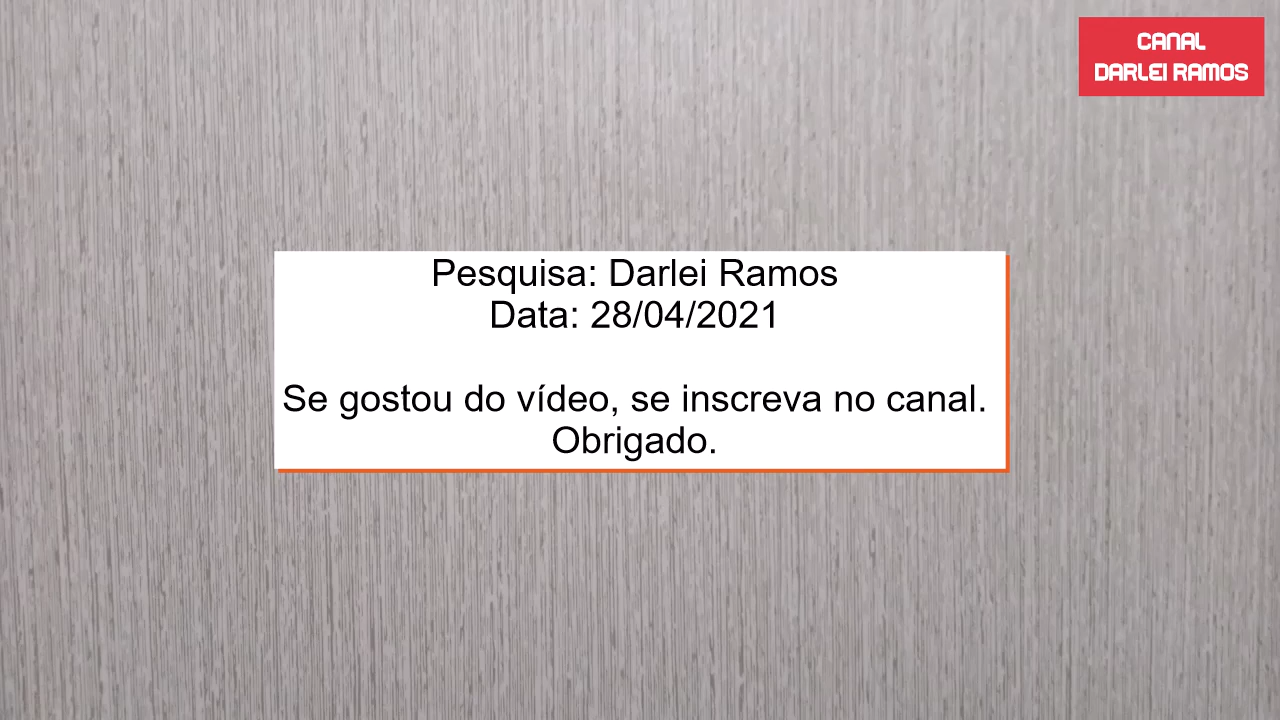 CANAL
DARLEI RAMOS
Pesquisa: Darlei Ramos
Data: 28/04/2021
Se gostou do vídeo, se inscreva no canal.
Obrigado.